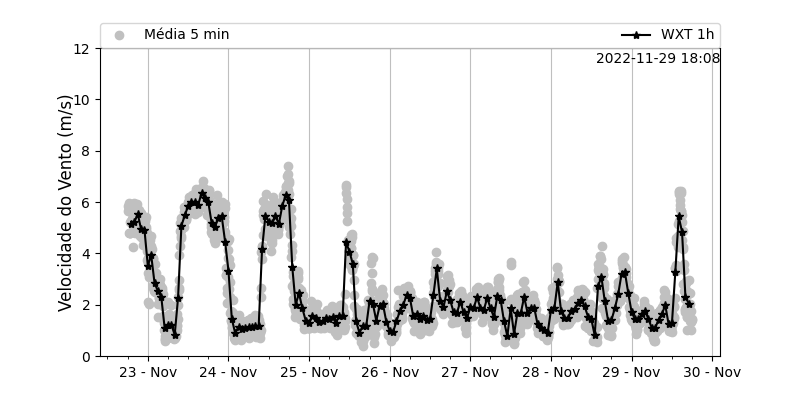 Média 5 min
WXT 1h
2022-11-29 18:08
Velocidade do Vento (m/s)
12
10
8
6
4
2
0
23 - Nov
24 - Nov
25 - Nov
26 - Nov
27 - Nov
28 - Nov
29 - Nov
30 - Nov